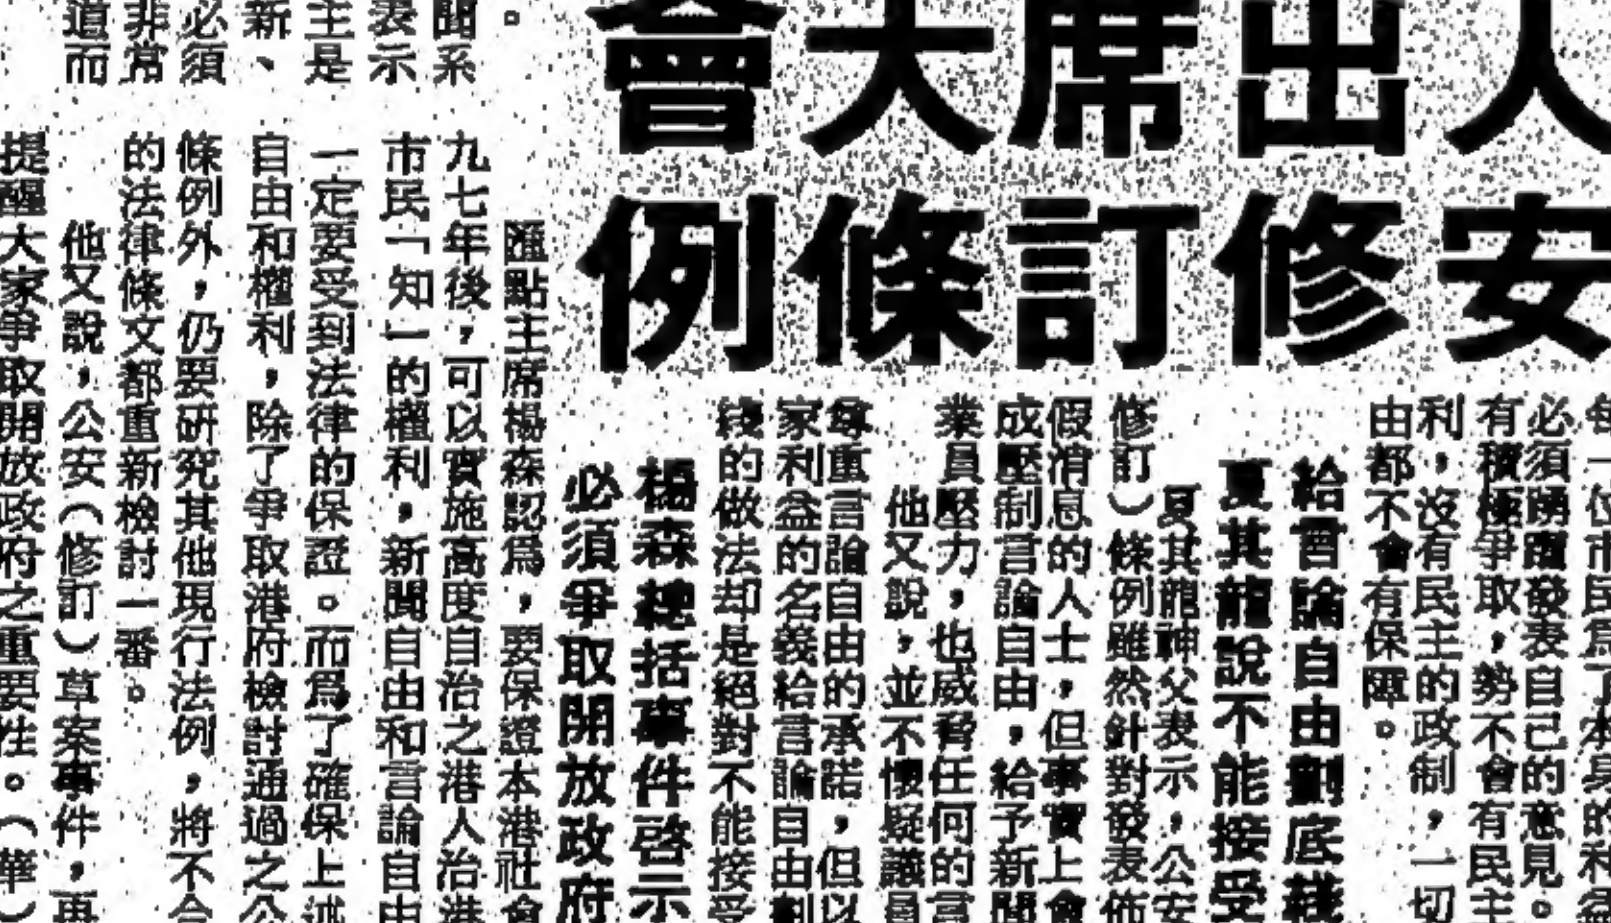 人出席大會
安修訂條例
位市民為了本身的利益
必須踴躍發表自己的意見。
有積極爭取，勢不會有民主
利，沒有民主的政制，一切
由都不會有保障。
給言論自由劃底綫
夏其龍說不能接受
夏其龍神父表示，公安
（修訂）條例雖然針對發表佈
假消息的人士，但事實上會
成壓制言論自由，給予新聞
業員壓力，也威脅任何的言
他又說，並不懷疑議員
尊重言論自由的承諾，但以
家利益的名義給言論自由劃
綫的做法却是絕對不能接受
楊森總括事件啓示
必須爭取開放政府
匯點主席楊森認爲，要保證本港社會
九七年後，可以實施高度自治之港人治港
市民「知」的權利，新聞自由和言論自由
一定要受到法律的保證。而爲了確保上述
自由和權利，除了爭取港府檢討通過之公
條例外，仍要研究其他現行法例，將不合
的法律條文都重新檢討一番。
他又說，公安（修訂）草案事件，再
提醒大家爭取開放政府之重要性。（華）
。
聞系
表示
主是
新、
必須
非常
道而